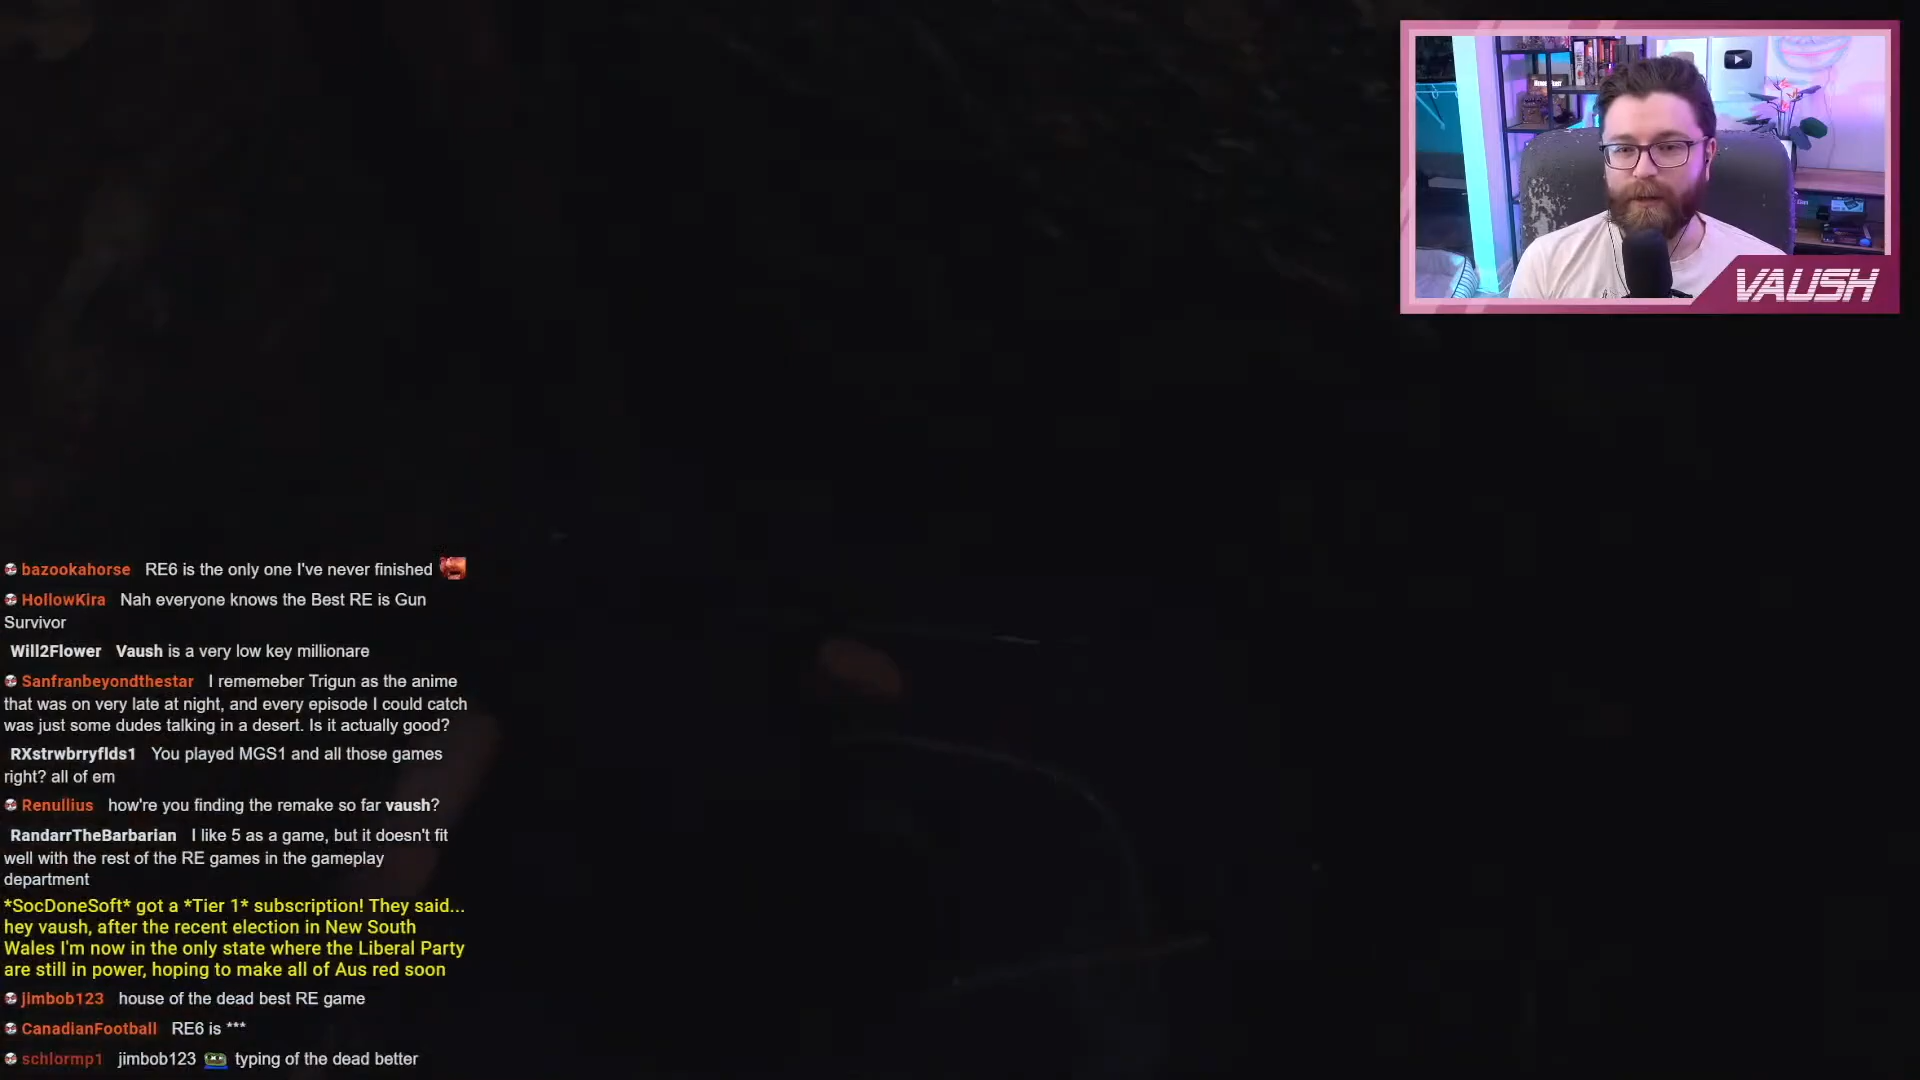 VAUSH
bazookahorse RE6 is the only one I've never finished
HollowKira Nah everyone knows the Best RE is Gun
Survivor
Will2Flower Vaush is a very low key millionare
Sanfranbeyondthestar I rememeber Trigun as the anime
that was on very late at night, and every episode I could catch
was just some dudes talking in a desert. Is it actually good?
RXstrwbrryflds1 You played MGS1 and all those games
right? all of em
Renullius how're you finding the remake so far vaush?
RandarrTheBarbarian I like 5 as a game, but it doesn't fit
well with the rest of the RE games in the gameplay
department
*SocDoneSoft* got a *Tier 1* subscription! They said...
hey vaush, after the recent election in New South
Wales I'm now in the only state where the Liberal Party
are still in power, hoping to make all of Aus red soon
jimbob123 house of the dead best RE game
CanadianFootball RE6 is ***
schlormp1 jimbob123 typing of the dead better